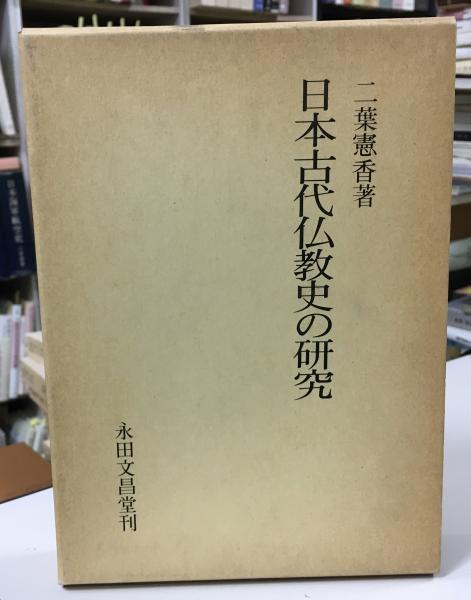 二葉憲香著
日本古代仏教史の研究
永田文昌堂刊